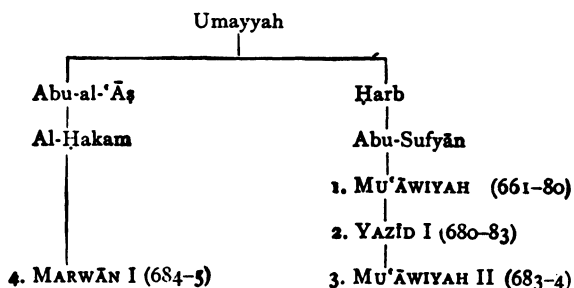 Umayyah
Abu-al-‘Āṣ Ḥarb
Al-Ḥakam Abu-Sufyān
1. MU‘ĀWIYAH (661–80)
2. YAZĪD I (680–83)
4. MARWĀN I (684–5) 3. MU‘ĀWIYAH II (683–4)